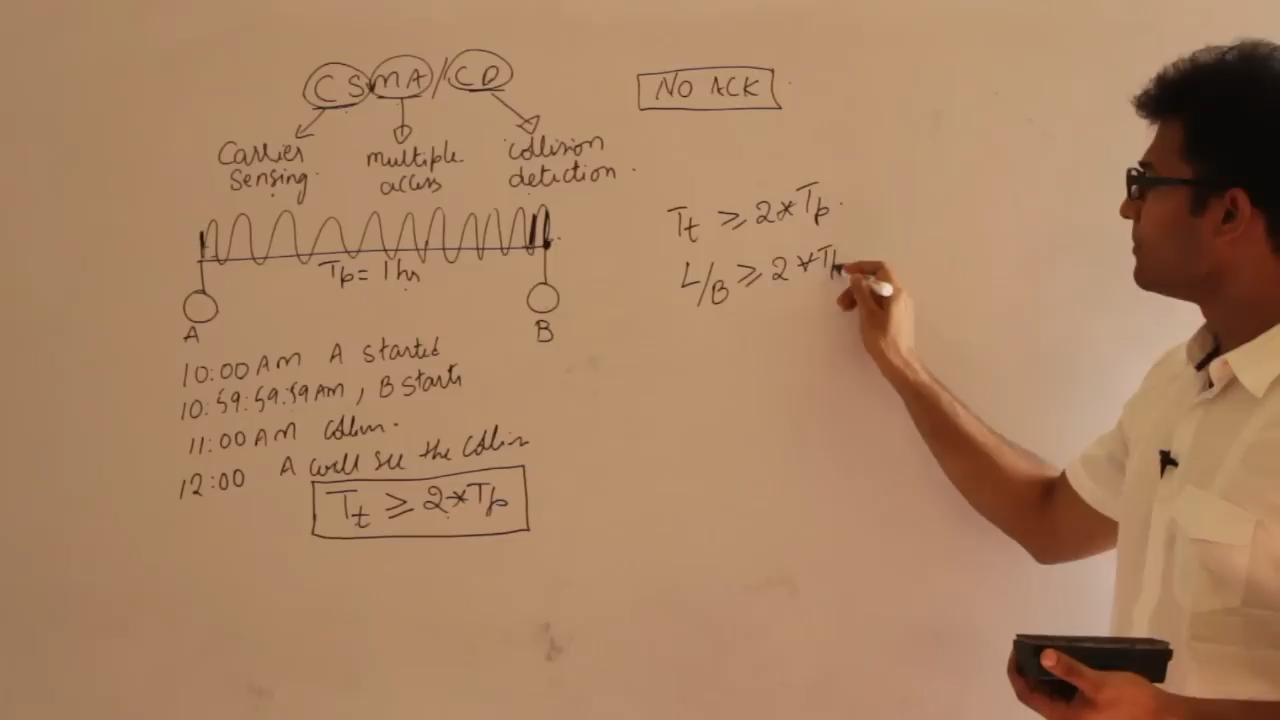 CSMA/CD
NO ACK
Carrier sensing.
multiple access
collision detection.
Tp = 1 hr
A
B
10:00 AM A started
10:59:59:59 AM, B starts
11:00 AM
12:00 A will see the
Tt ≥ 2*Tp
Tt ≥ 2*Tp.
L/B ≥ 2*Tp